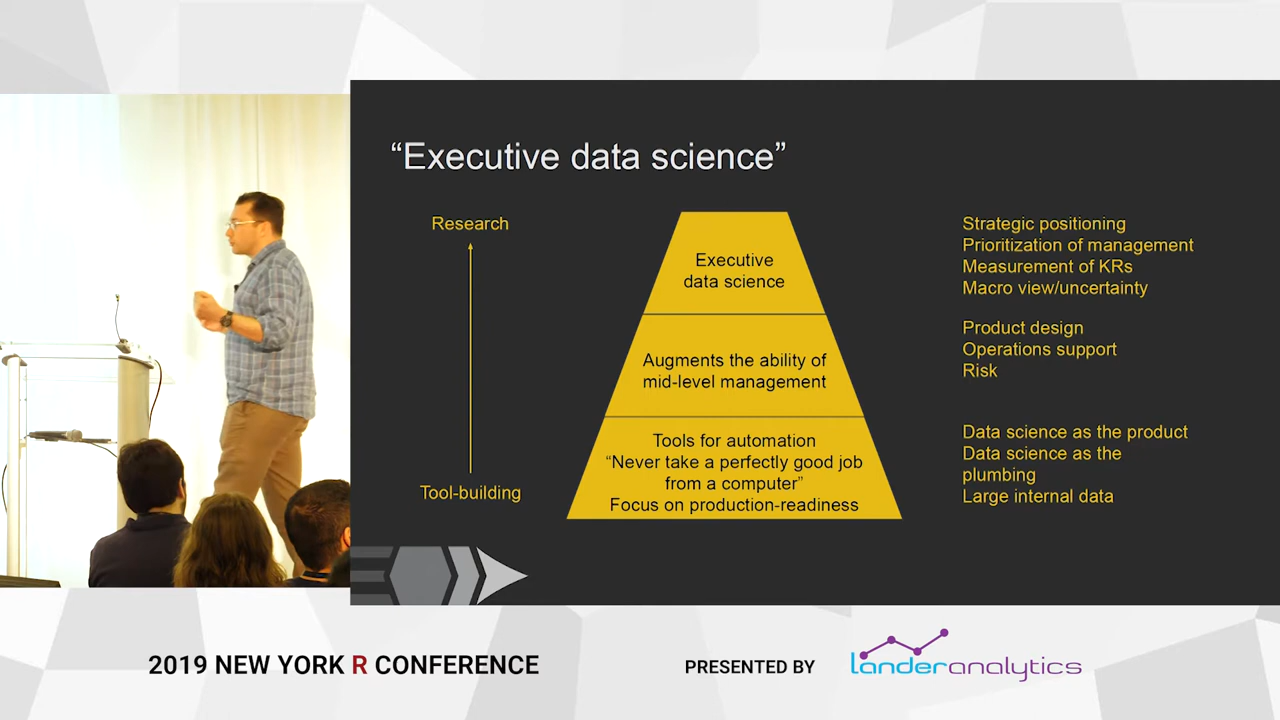 “Executive data science”
Research
Tool-building
Executive
data science
Augments the ability of
mid-level management
Tools for automation
“Never take a perfectly good job
from a computer”
Focus on production-readiness
Strategic positioning
Prioritization of management
Measurement of KRs
Macro view/uncertainty
Product design
Operations support
Risk
Data science as the product
Data science as the
plumbing
Large internal data
2019 NEW YORK R CONFERENCE
PRESENTED BY
landeranalytics